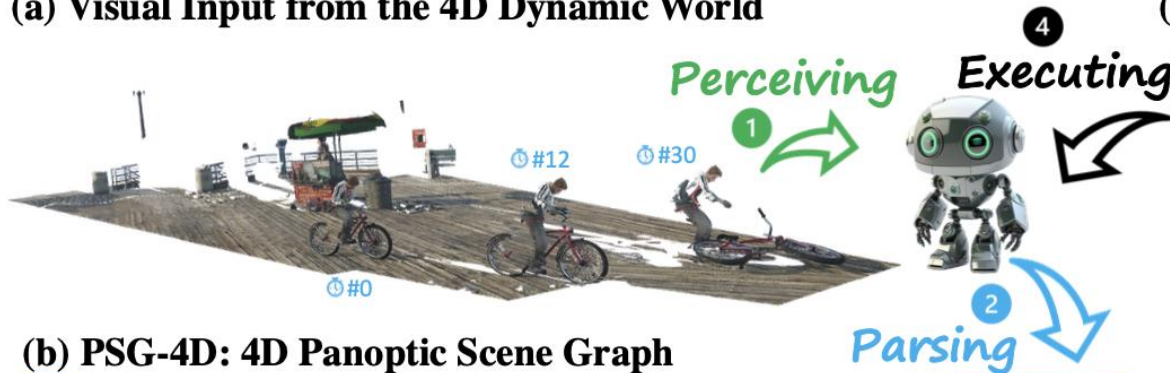 (a) Visual Input from the 4D Dynamic World
4
Executing
Perceiving
1
#12
#30
#0
2
Parsing
(b) PSG-4D: 4D Panoptic Scene Graph